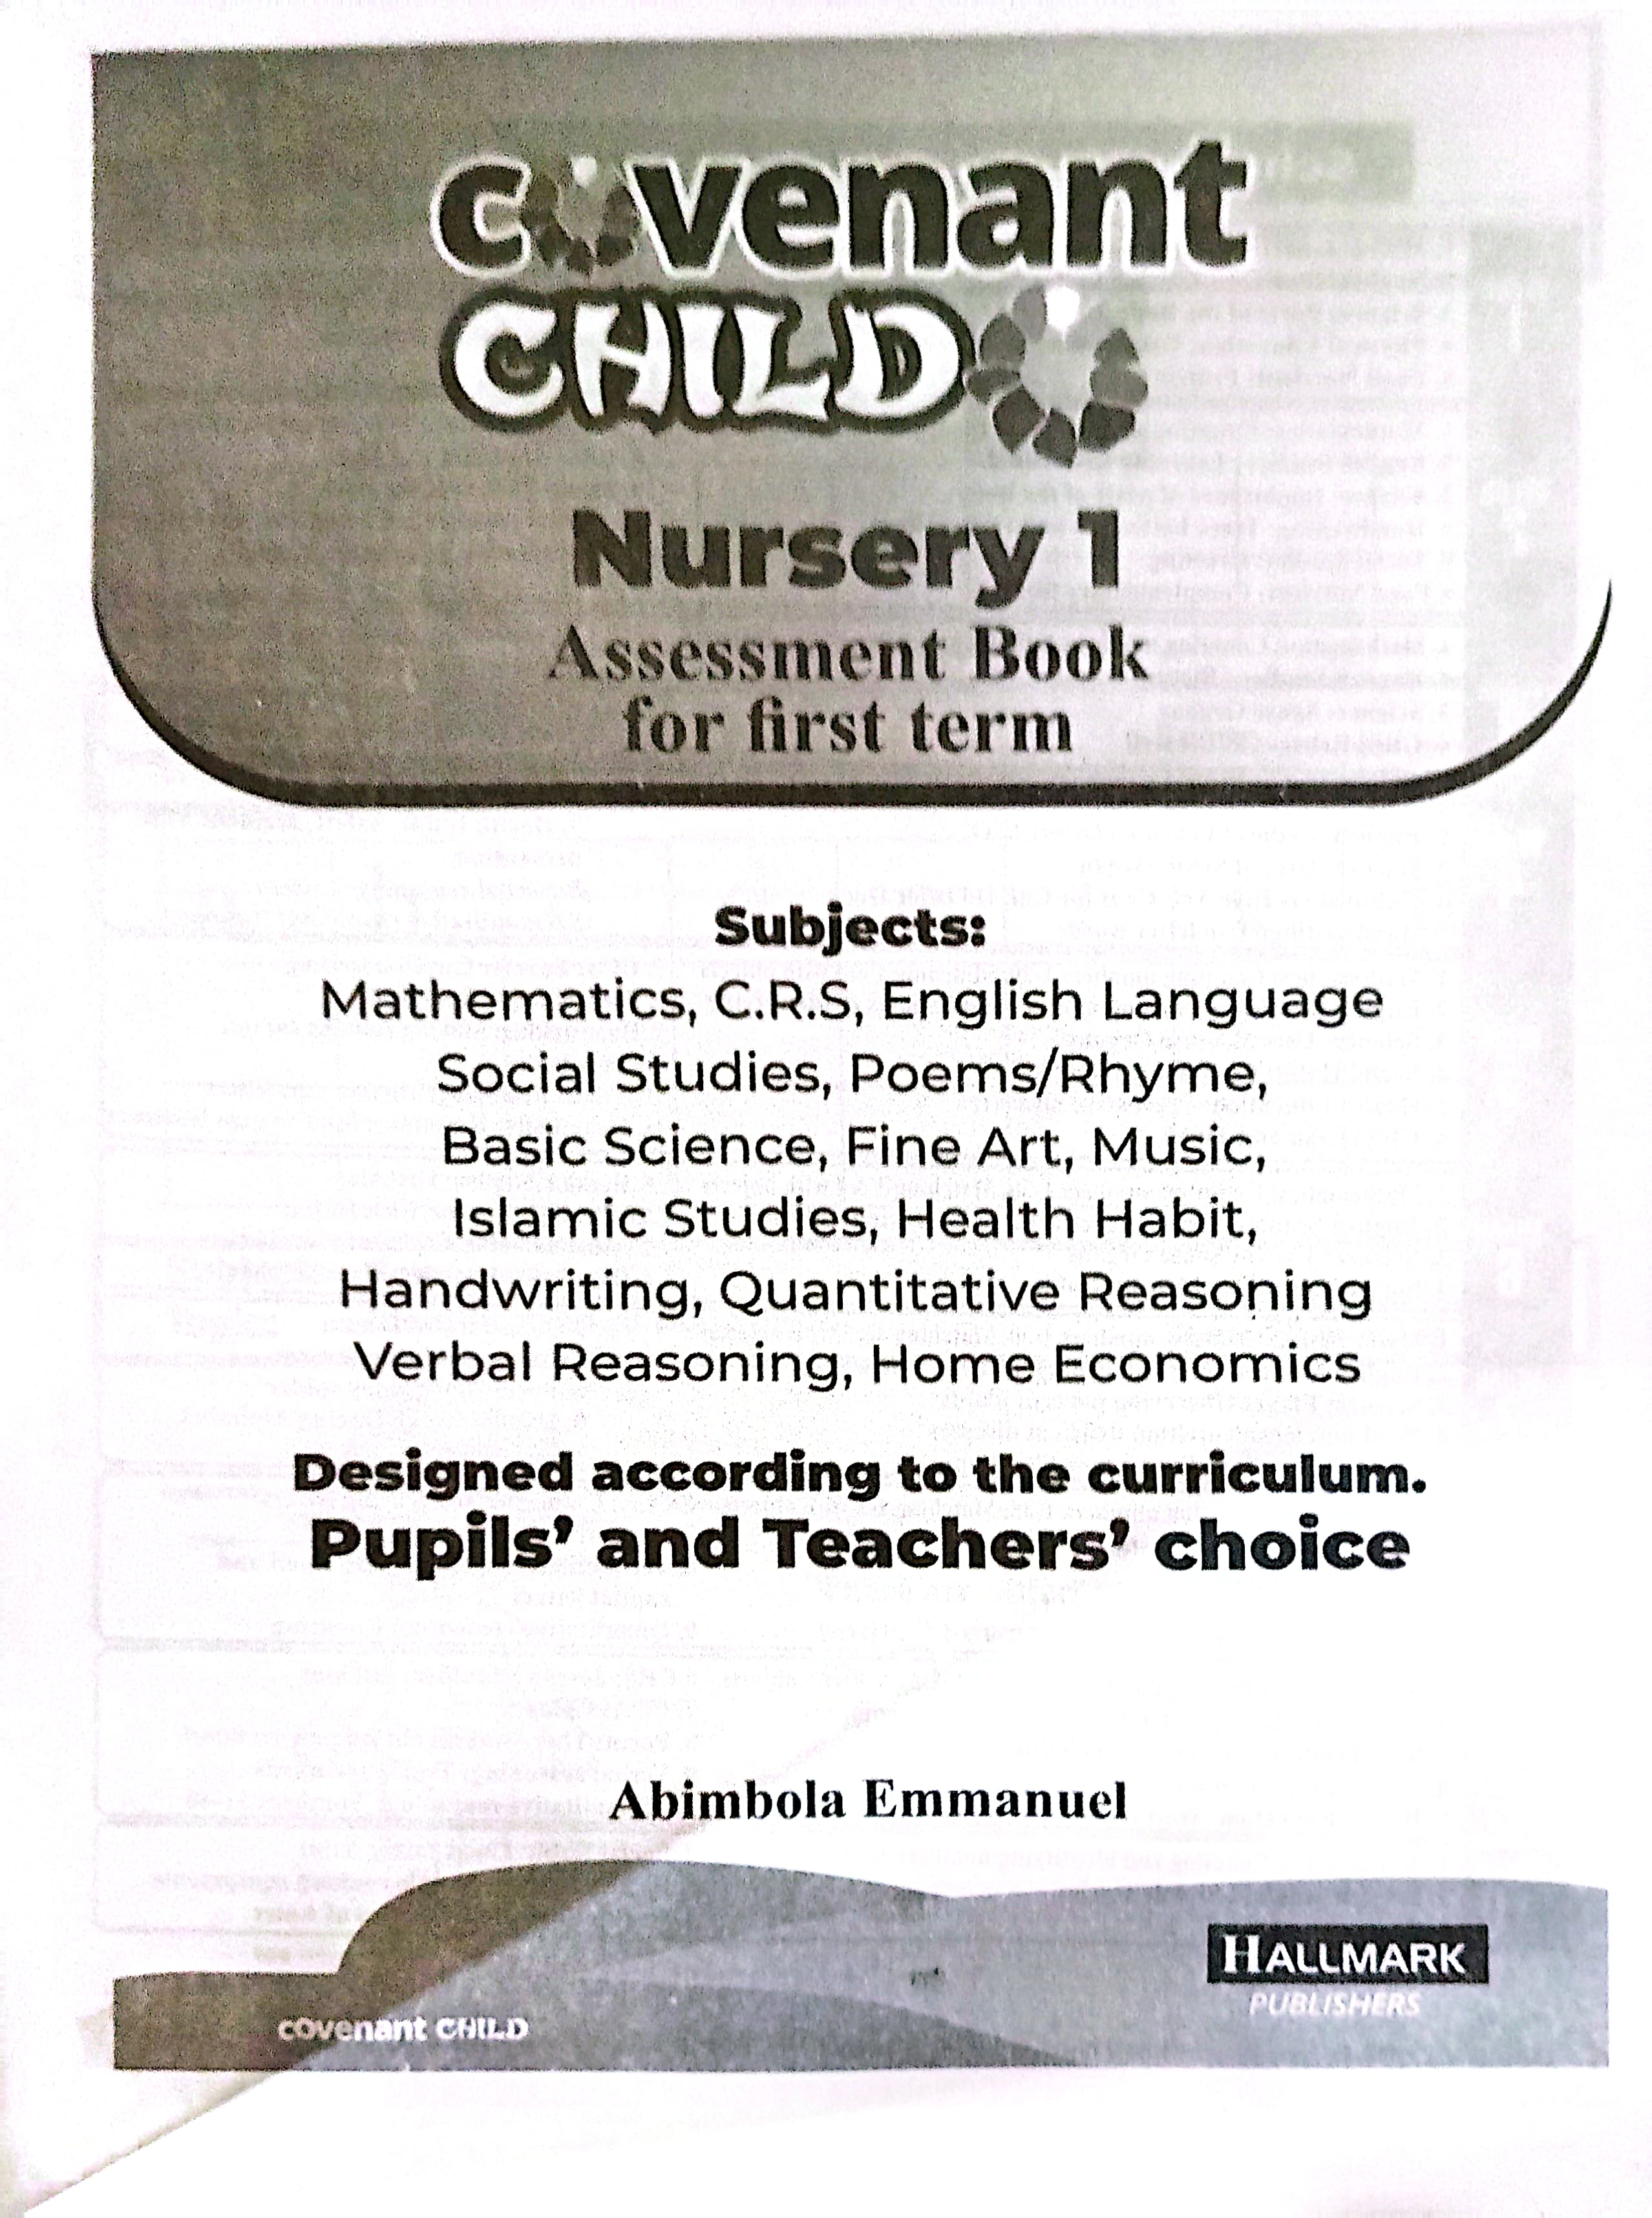 covenant
CHILD
Nursery 1
Assessment Book
for first term
Subjects:
Mathematics, C.R.S, English Language
Social Studies, Poems/Rhyme,
Basic Science, Fine Art, Music,
Islamic Studies, Health Habit,
Handwriting, Quantitative Reasoning
Verbal Reasoning, Home Economics
Designed according to the curriculum.
Pupils' and Teachers' choice
Abimbola Emmanuel
HALLMARK
PUBLISHERS
covenant CHILD